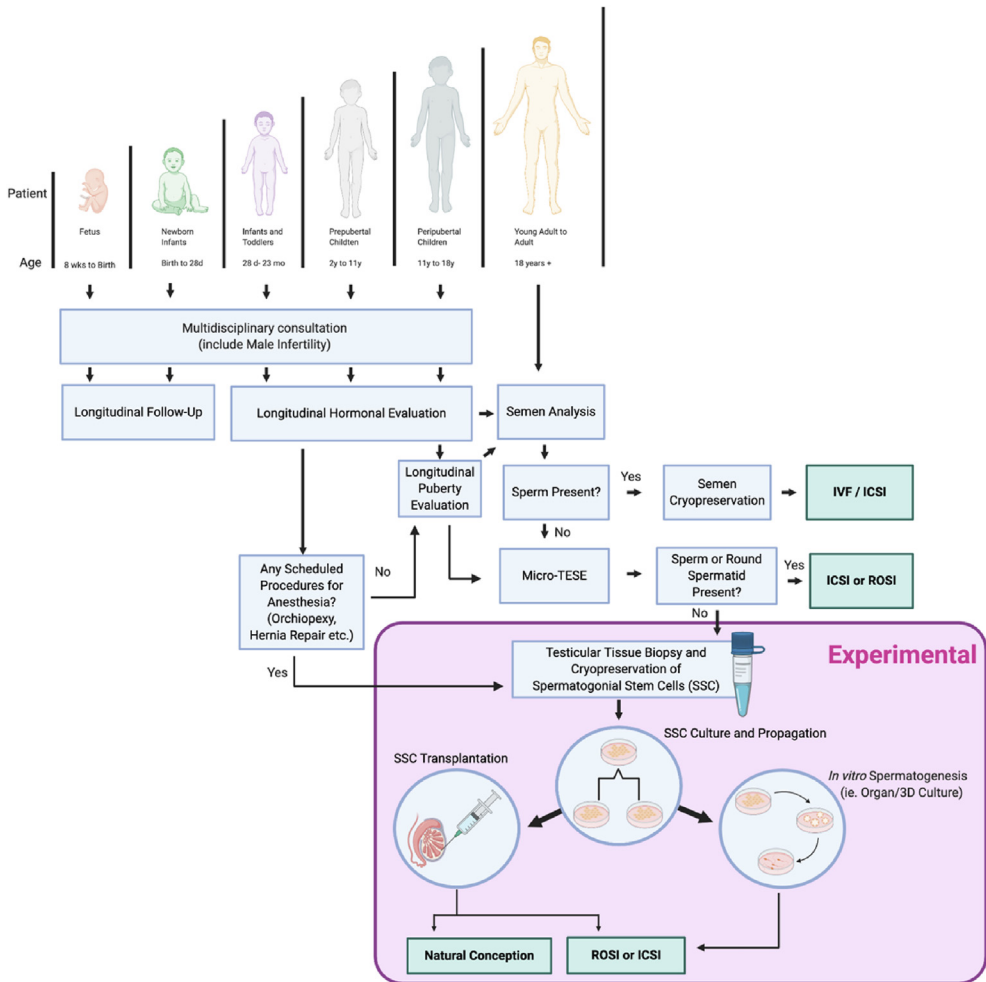 Patient
Fetus
Newborn
Infants
Infants and
Toddlers
Prepubertal
Childten
Peripubertal
Children
Young Adult to
Adult
Age
8 wks to Birth
Birth to 28d
28 d- 23 mo
2y to 11y
11y to 18y
18 years +
Multidisciplinary consultation
(include Male Infertility)
Longitudinal Follow-Up
Longitudinal Hormonal Evaluation
Semen Analysis
Longitudinal
Puberty
Evaluation
Sperm Present?
Yes
Semen
Cryopreservation
IVF / ICSI
No
Any Scheduled
Procedures for
Anesthesia?
(Orchiopexy,
Hernia Repair etc.)
No
Micro-TESE
Sperm or Round
Spermatid
Present?
Yes
ICSI or ROSI
No
Yes
Experimental
Testicular Tissue Biopsy and
Cryopreservation of
Spermatogonial Stem Cells (SSC)
SSC Culture and Propagation
SSC Transplantation
In vitro Spermatogenesis
(ie. Organ/3D Culture)
Natural Conception
ROSI or ICSI